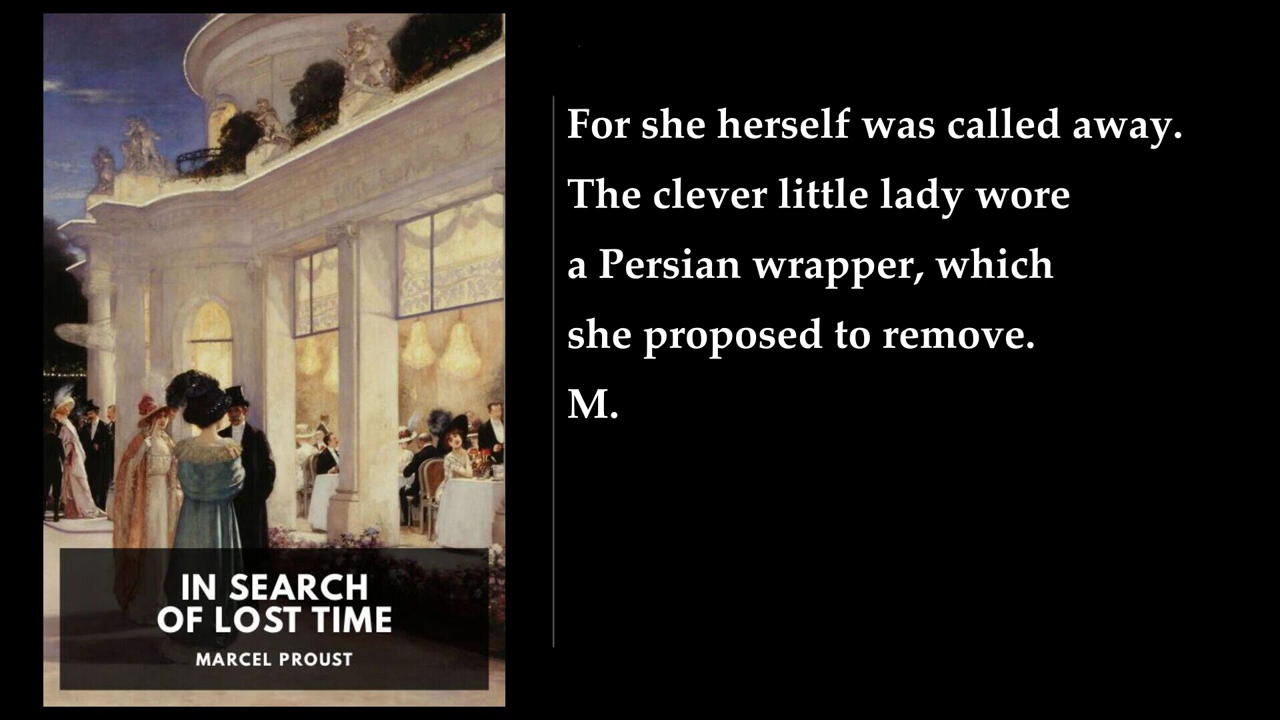 For she herself was called away.
The clever little lady wore
a Persian wrapper, which
she proposed to remove.
M.
IN SEARCH
OF LOST TIME
MARCEL PROUST